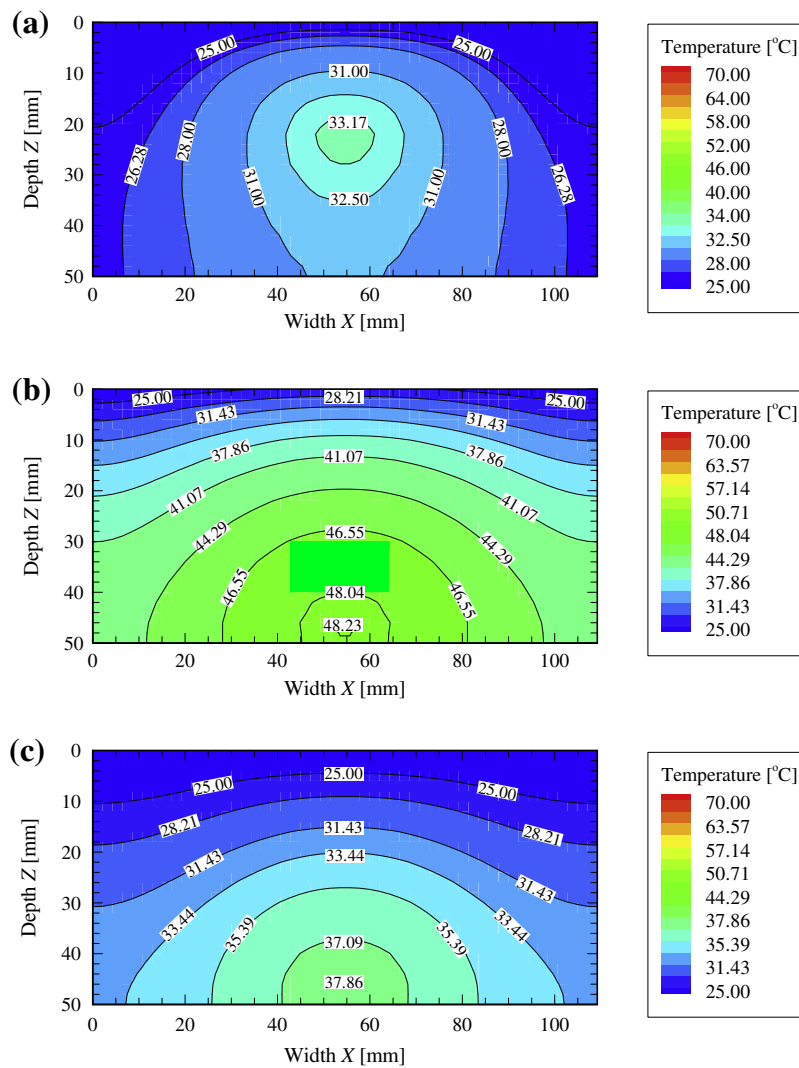 (a)
0
10
20
30
40
50
Depth Z [mm]
25.00 25.00
31.00
33.17
28.00 28.00
26.28 26.28
31.00 31.00
32.50
0 20 40 60 80 100
Width X [mm]
Temperature [°C]
70.00
64.00
58.00
52.00
46.00
40.00
34.00
32.50
28.00
25.00
(b)
0
10
20
30
40
50
Depth Z [mm]
25.00 28.21 25.00
31.43 31.43
37.86 41.07 37.86
41.07 41.07
44.29 46.55 44.29
46.55 48.04 46.55
48.23
0 20 40 60 80 100
Width X [mm]
Temperature [°C]
70.00
63.57
57.14
50.71
48.04
44.29
37.86
31.43
25.00
(c)
0
10
20
30
40
50
Depth Z [mm]
25.00 25.00 25.00
28.21 31.43 28.21
31.43 33.44 31.43
33.44 33.44
35.39 37.09 35.39
37.86
0 20 40 60 80 100
Width X [mm]
Temperature [°C]
70.00
63.57
57.14
50.71
44.29
37.86
35.39
31.43
25.00